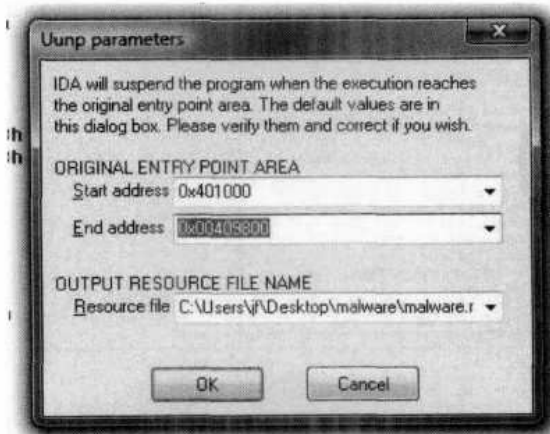 Uunp parameters
x
IDA will suspend the program when the execution reaches
the original entry point area. The default values are in
this dialog box. Please verify them and correct if you wish.
ORIGINAL ENTRY POINT AREA
Start address 0x401000
End address 0x00409800
OUTPUT RESOURCE FILE NAME
Resource file C:\Users\jf\Desktop\malware\malware.r
OK Cancel